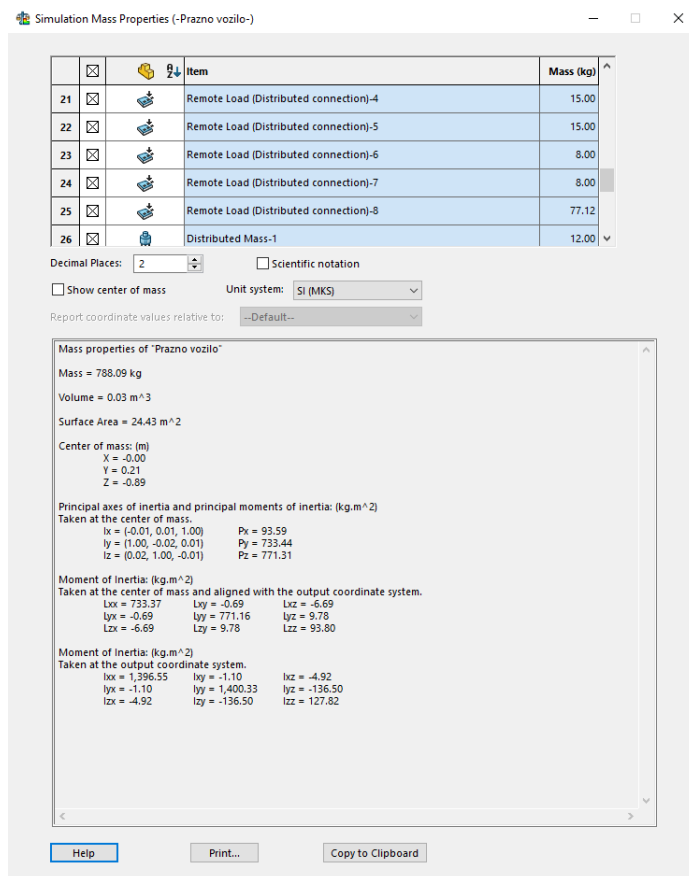 Simulation Mass Properties (-Prazno vozilo-)
Item Mass (kg)
21 Remote Load (Distributed connection)-4 15.00
22 Remote Load (Distributed connection)-5 15.00
23 Remote Load (Distributed connection)-6 8.00
24 Remote Load (Distributed connection)-7 8.00
25 Remote Load (Distributed connection)-8 77.12
26 Distributed Mass-1 12.00
Decimal Places: 2 Scientific notation
Show center of mass Unit system: SI (MKS)
Report coordinate values relative to: --Default--
Mass properties of "Prazno vozilo"
Mass = 788.09 kg
Volume = 0.03 m^3
Surface Area = 24.43 m^2
Center of mass: (m)
X = -0.00
Y = 0.21
Z = -0.89
Principal axes of inertia and principal moments of inertia: (kg.m^2)
Taken at the center of mass.
Ix = (-0.01, 0.01, 1.00) Px = 93.59
Iy = (1.00, -0.02, 0.01) Py = 733.44
Iz = (0.02, 1.00, -0.01) Pz = 771.31
Moment of Inertia: (kg.m^2)
Taken at the center of mass and aligned with the output coordinate system.
Lxx = 733.37 Lxy = -0.69 Lxz = -6.69
Lyx = -0.69 Lyy = 771.16 Lyz = 9.78
Lzx = -6.69 Lzy = 9.78 Lzz = 93.80
Moment of Inertia: (kg.m^2)
Taken at the output coordinate system.
Ixx = 1,396.55 Ixy = -1.10 Ixz = -4.92
Iyx = -1.10 Iyy = 1,400.33 Iyz = -136.50
Izx = -4.92 Izy = -136.50 Izz = 127.82
Help Print... Copy to Clipboard